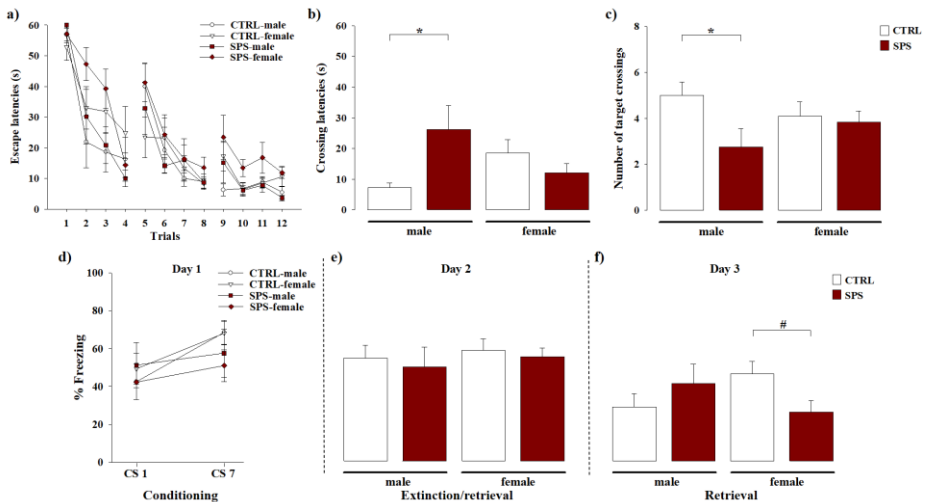 a)
CTRL-male
CTRL-female
SPS-male
SPS-female
60
50
40
30
20
10
0
Escape latencies (s)
1 2 3 4 5 6 7 8 9 10 11 12
Trials
b)
60
50
40
30
20
10
0
Crossing latencies (s)
*
male female
c)
CTRL
SPS
8
6
4
2
0
Number of target crossings
*
male female
d) Day 1
CTRL-male
CTRL-female
SPS-male
SPS-female
100
80
60
40
20
0
% Freezing
CS 1 CS 7
Conditioning
e) Day 2
male female
Extinction/retrieval
f) Day 3
CTRL
SPS
#
male female
Retrieval